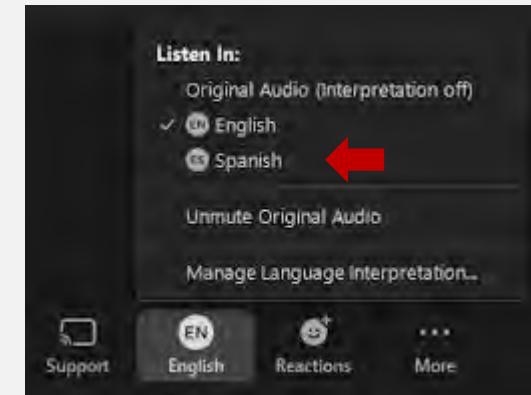 Listen In:
Original Audio (Interpretation off)
EN English
ES Spanish
Unmute Original Audio
Manage Language Interpretation...
Support
EN
English
Reactions
More